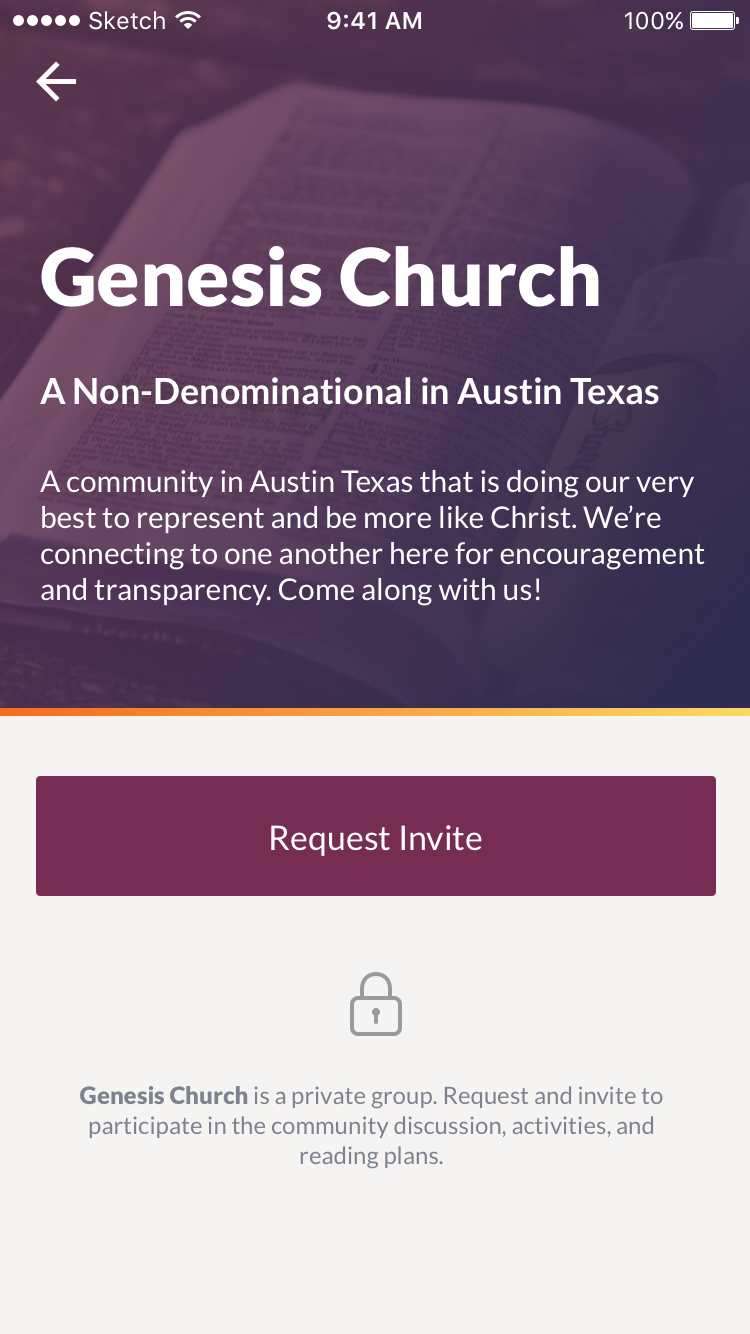 Sketch 9:41 AM 100%
Genesis Church
A Non-Denominational in Austin Texas
A community in Austin Texas that is doing our very
best to represent and be more like Christ. We’re
connecting to one another here for encouragement
and transparency. Come along with us!
Request Invite
Genesis Church is a private group. Request and invite to
participate in the community discussion, activities, and
reading plans.